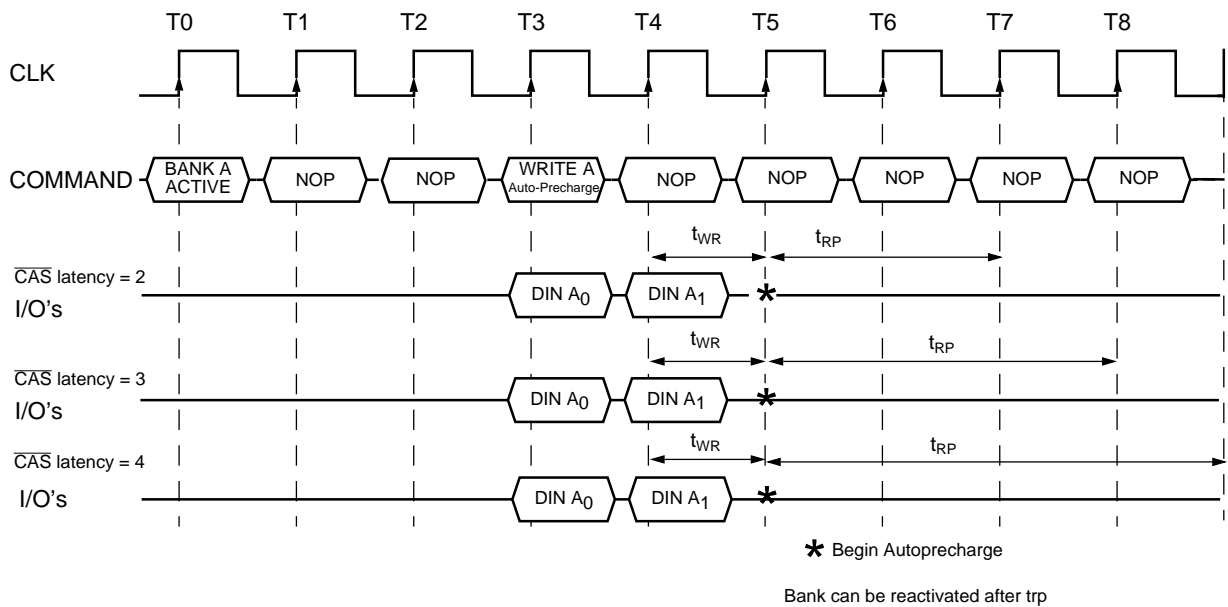 T0 T1 T2 T3 T4 T5 T6 T7 T8
CLK
COMMAND
BANK A
ACTIVE
NOP
NOP
WRITE A
Auto-Precharge
NOP
NOP
NOP
NOP
NOP
tWR
tRP
CAS latency = 2
I/O's
DIN A0
DIN A1
*
tWR
tRP
CAS latency = 3
I/O's
DIN A0
DIN A1
*
tWR
tRP
CAS latency = 4
I/O's
DIN A0
DIN A1
*
* Begin Autoprecharge
Bank can be reactivated after trp